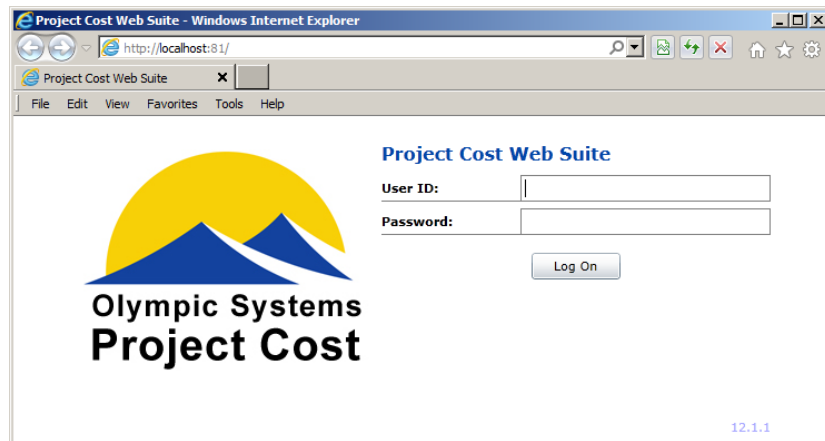 Project Cost Web Suite - Windows Internet Explorer
http://localhost:81/
Project Cost Web Suite
File Edit View Favorites Tools Help
Project Cost Web Suite
User ID:
Password:
Log On
Olympic Systems
Project Cost
12.1.1